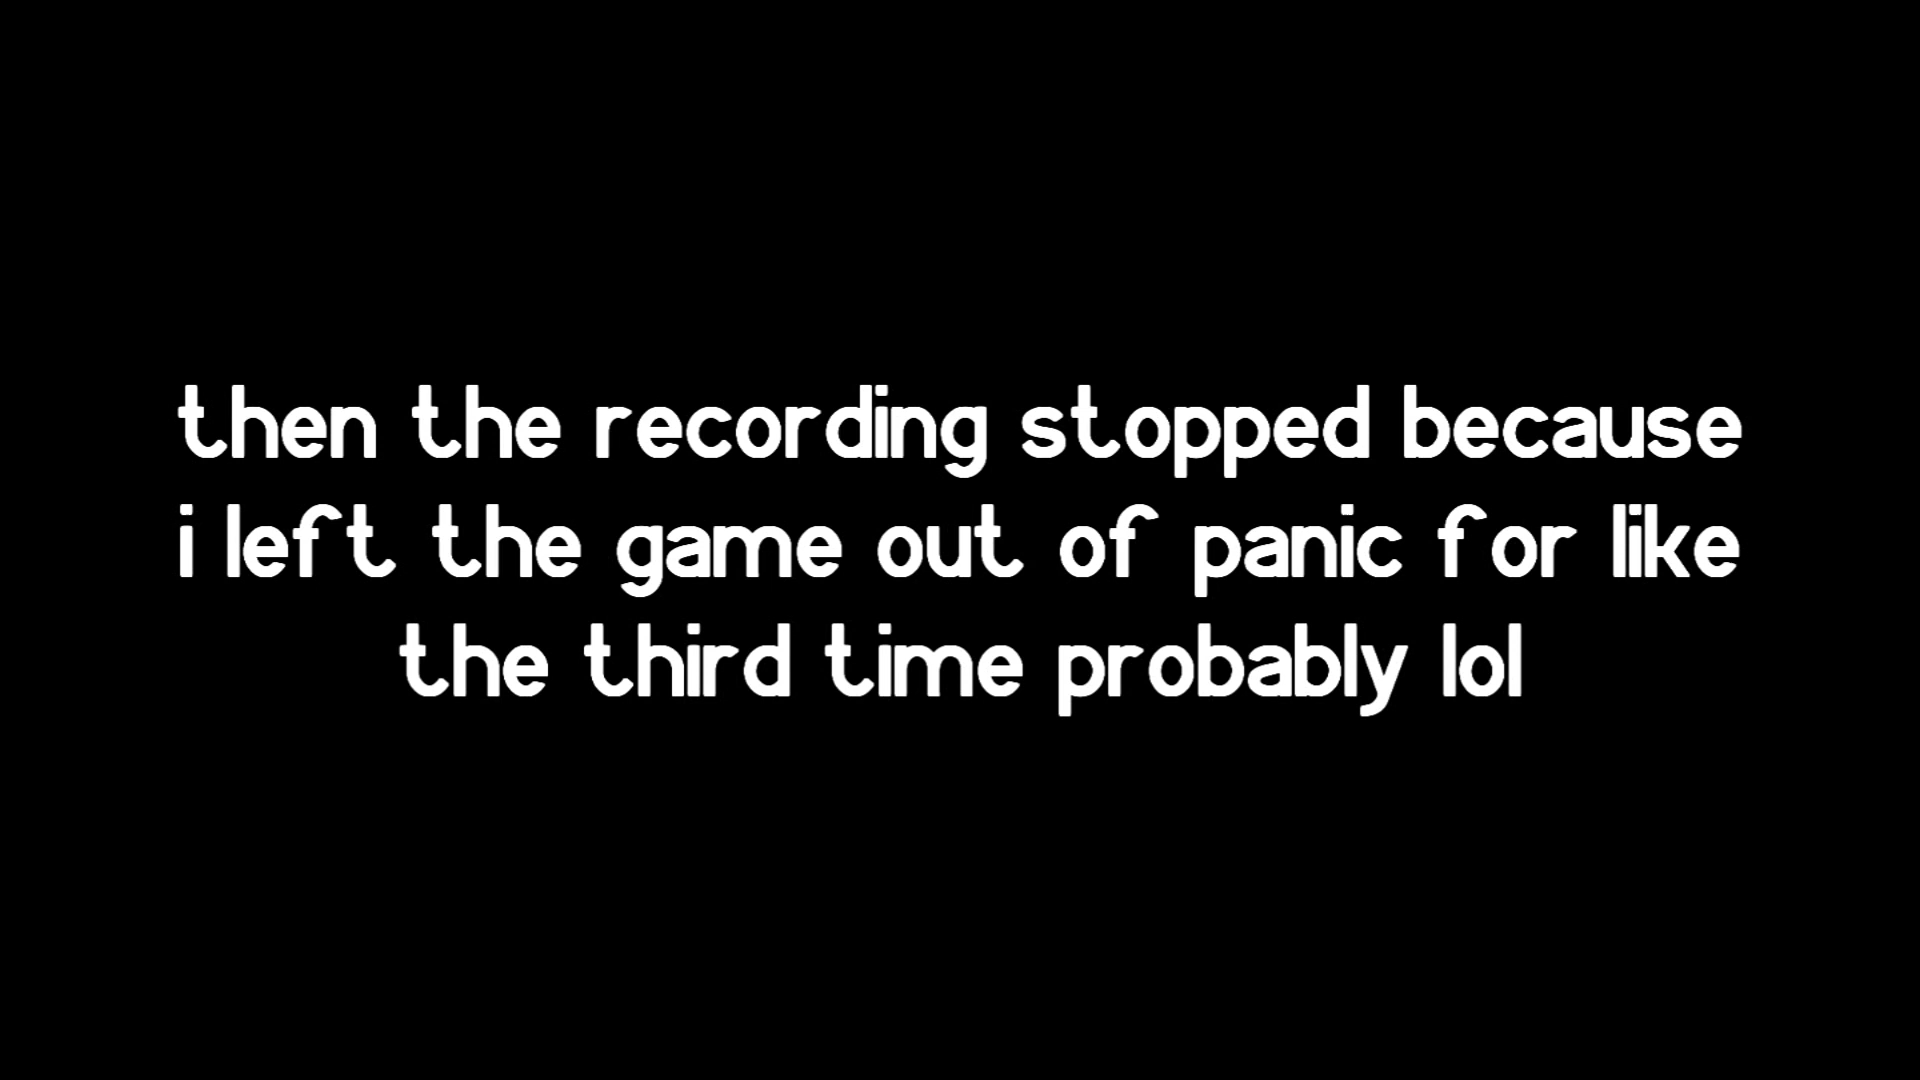 then the recording stopped because
i left the game out of panic for like
the third time probably lol